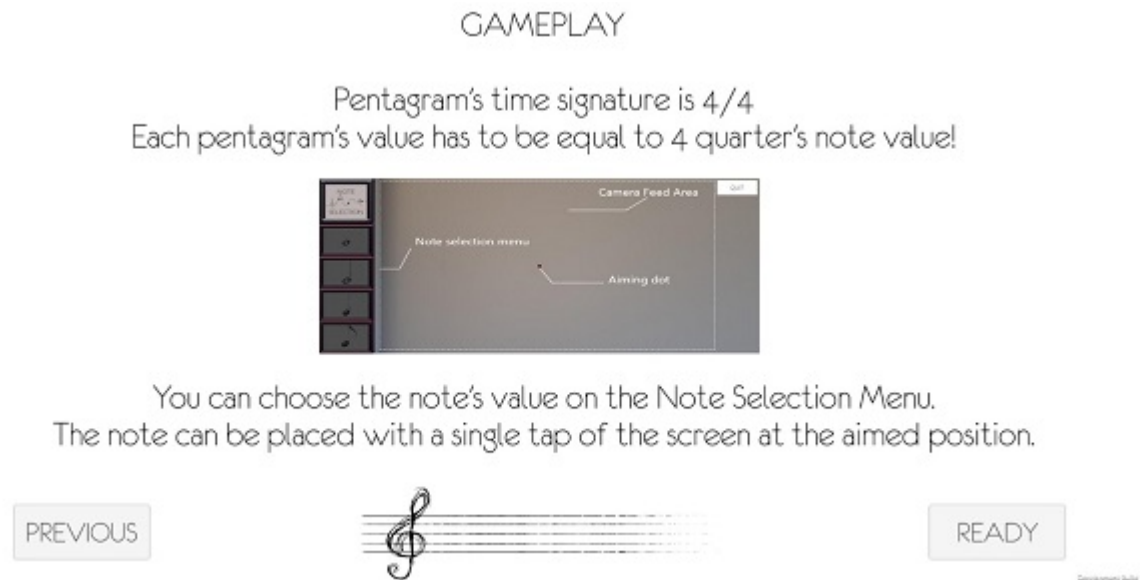 GAMEPLAY
Pentagram's time signature is 4/4
Each pentagram's value has to be equal to 4 quarter's note value!
NOTE
SELECTION
Camera Feed Area
QUIT
Note selection menu
Aiming dot
You can choose the note's value on the Note Selection Menu.
The note can be placed with a single tap of the screen at the aimed position.
PREVIOUS
READY